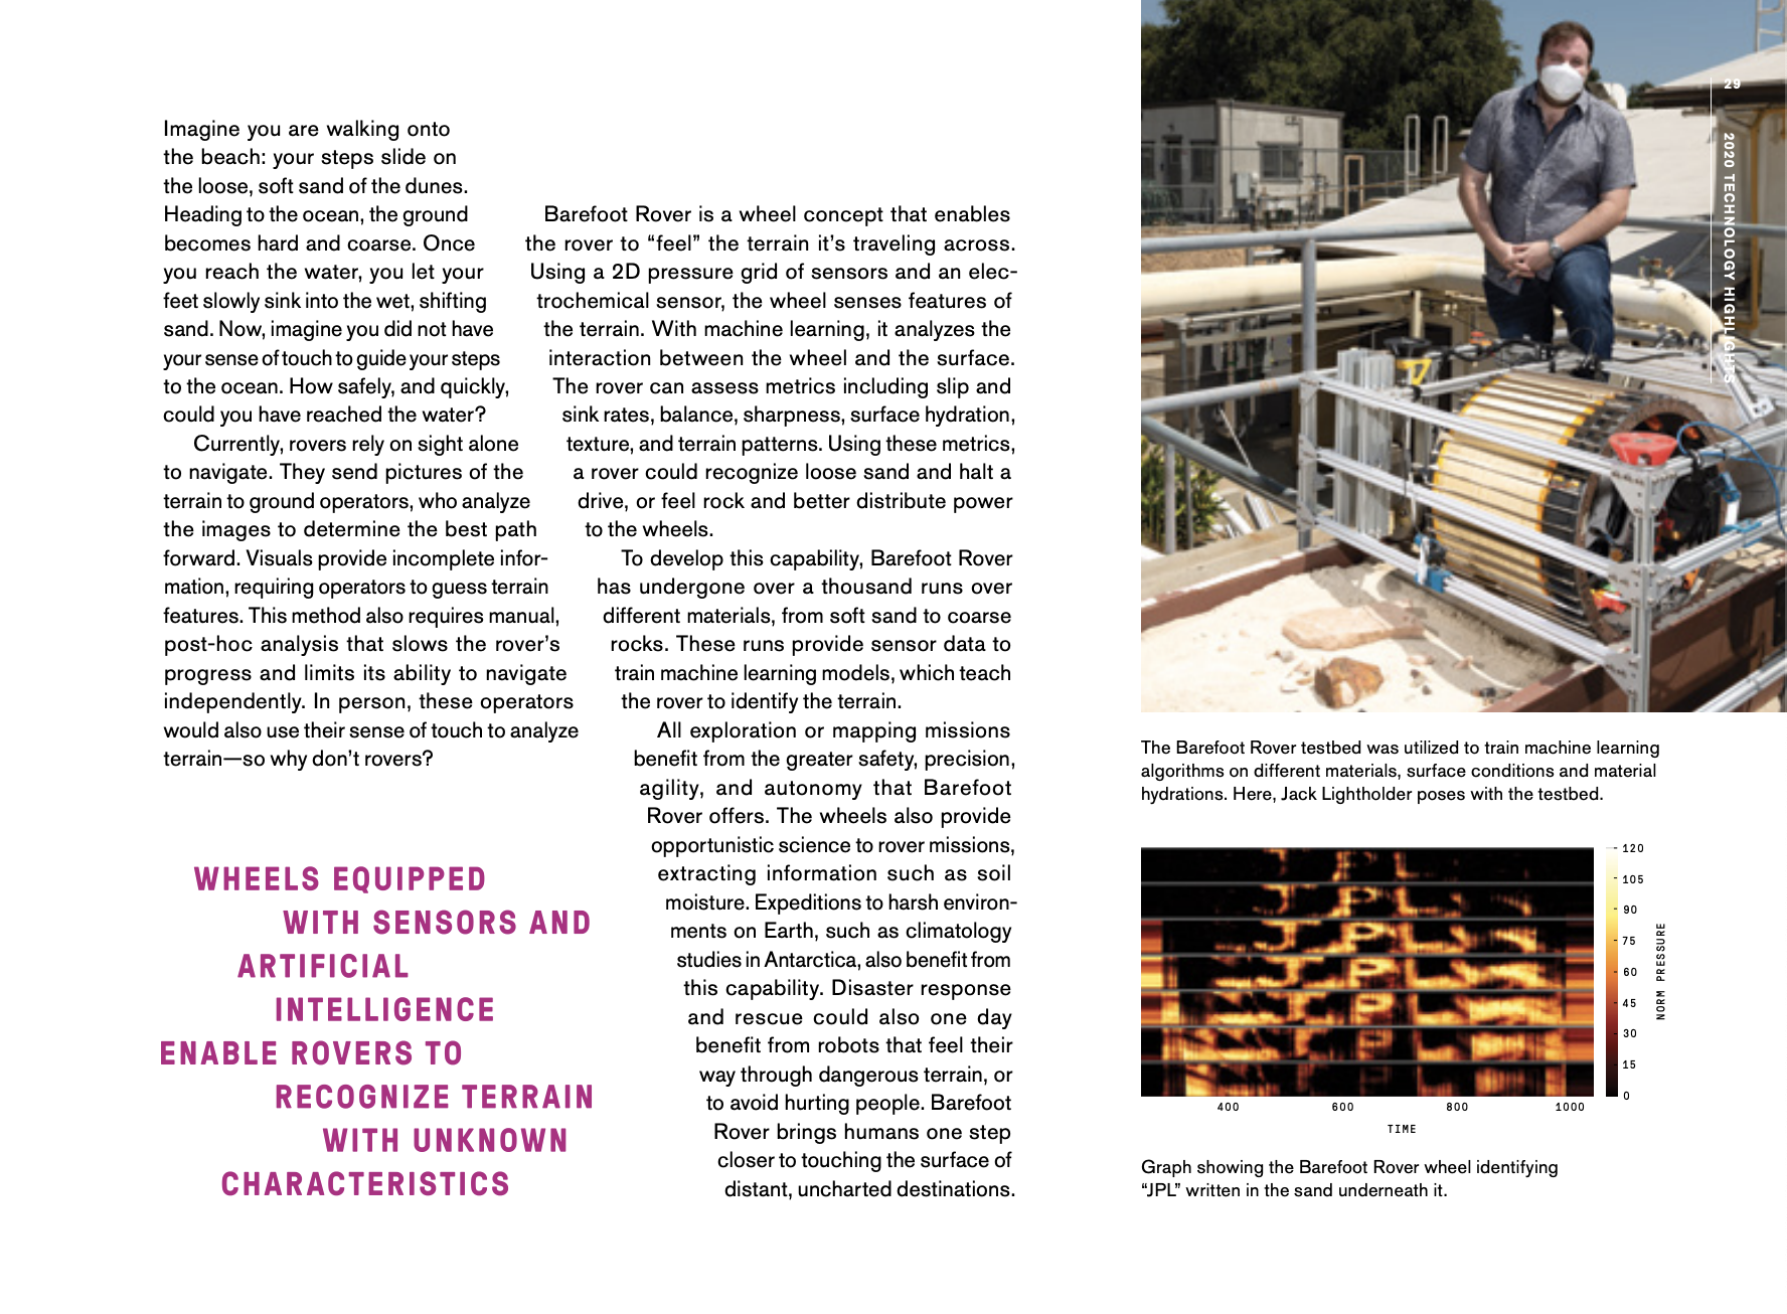 Imagine you are walking onto
the beach: your steps slide on
the loose, soft sand of the dunes.
Heading to the ocean, the ground
becomes hard and coarse. Once
you reach the water, you let your
feet slowly sink into the wet, shifting
sand. Now, imagine you did not have
your sense of touch to guide your steps
to the ocean. How safely, and quickly,
could you have reached the water?
Currently, rovers rely on sight alone
to navigate. They send pictures of the
terrain to ground operators, who analyze
the images to determine the best path
forward. Visuals provide incomplete infor-
mation, requiring operators to guess terrain
features. This method also requires manual,
post-hoc analysis that slows the rover’s
progress and limits its ability to navigate
independently. In person, these operators
would also use their sense of touch to analyze
terrain—so why don’t rovers?
WHEELS EQUIPPED
WITH SENSORS AND
ARTIFICIAL
INTELLIGENCE
ENABLE ROVERS TO
RECOGNIZE TERRAIN
WITH UNKNOWN
CHARACTERISTICS
Barefoot Rover is a wheel concept that enables
the rover to “feel” the terrain it’s traveling across.
Using a 2D pressure grid of sensors and an elec-
trochemical sensor, the wheel senses features of
the terrain. With machine learning, it analyzes the
interaction between the wheel and the surface.
The rover can assess metrics including slip and
sink rates, balance, sharpness, surface hydration,
texture, and terrain patterns. Using these metrics,
a rover could recognize loose sand and halt a
drive, or feel rock and better distribute power
to the wheels.
To develop this capability, Barefoot Rover
has undergone over a thousand runs over
different materials, from soft sand to coarse
rocks. These runs provide sensor data to
train machine learning models, which teach
the rover to identify the terrain.
All exploration or mapping missions
benefit from the greater safety, precision,
agility, and autonomy that Barefoot
Rover offers. The wheels also provide
opportunistic science to rover missions,
extracting information such as soil
moisture. Expeditions to harsh environ-
ments on Earth, such as climatology
studies in Antarctica, also benefit from
this capability. Disaster response
and rescue could also one day
benefit from robots that feel their
way through dangerous terrain, or
to avoid hurting people. Barefoot
Rover brings humans one step
closer to touching the surface of
distant, uncharted destinations.
29
2020 TECHNOLOGY HIGHLIGHTS
The Barefoot Rover testbed was utilized to train machine learning
algorithms on different materials, surface conditions and material
hydrations. Here, Jack Lightholder poses with the testbed.
120
105
90
75
60
45
30
15
0
NORM PRESSURE
400 600 800 1000
TIME
Graph showing the Barefoot Rover wheel identifying
“JPL” written in the sand underneath it.